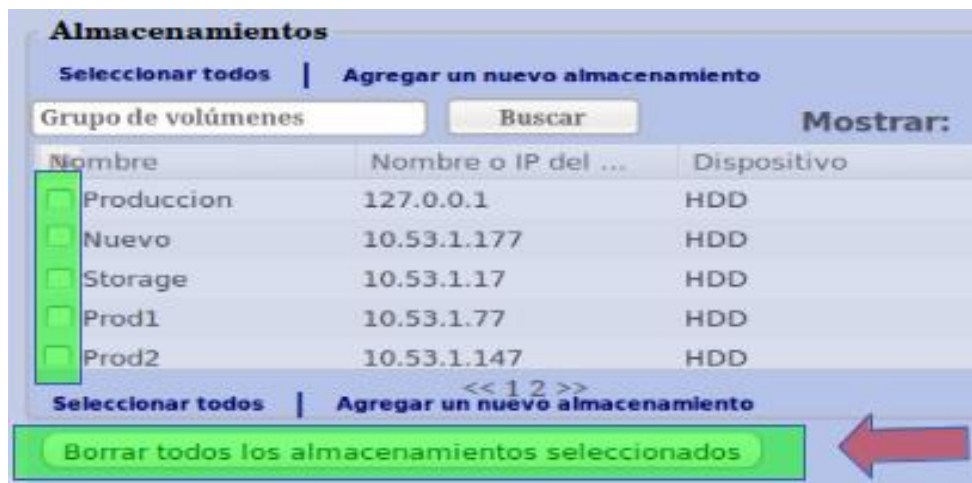 Almacenamientos
Seleccionar todos | Agregar un nuevo almacenamiento
Grupo de volúmenes Buscar Mostrar:
Nombre Nombre o IP del ... Dispositivo
Produccion 127.0.0.1 HDD
Nuevo 10.53.1.177 HDD
Storage 10.53.1.17 HDD
Prod1 10.53.1.77 HDD
Prod2 10.53.1.147 HDD
<< 1 2 >>
Seleccionar todos | Agregar un nuevo almacenamiento
Borrar todos los almacenamientos seleccionados